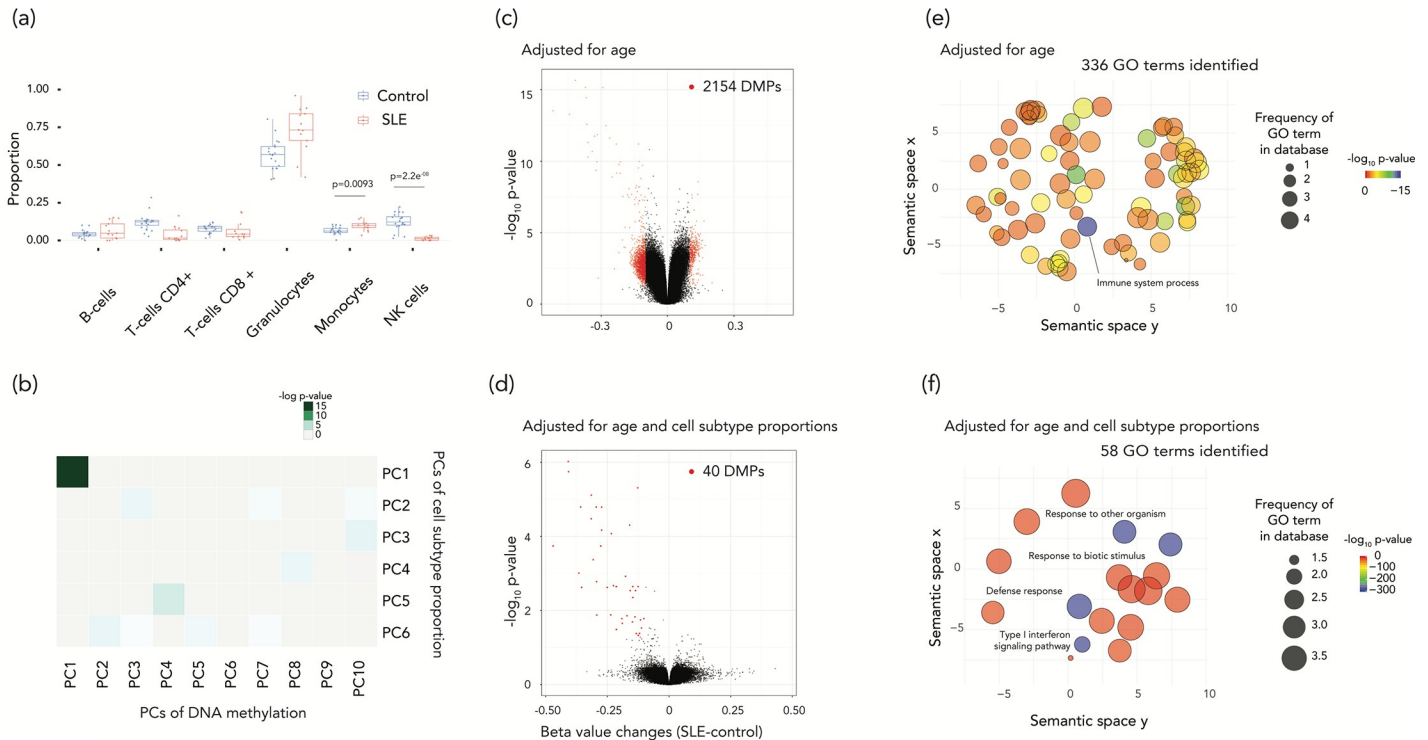 (a)
1.00
0.75
0.50
0.25
0.00
Proportion
Control
SLE
p=0.0093
p=2.2e-08
B-cells
T-cells CD4+
T-cells CD8 +
Granulocytes
Monocytes
NK cells
(b)
-log p-value
15
10
5
0
PC1
PC2
PC3
PC4
PC5
PC6
PCs of cell subtype proportion
PC1
PC2
PC3
PC4
PC5
PC6
PC7
PC8
PC9
PC10
PCs of DNA methylation
(c)
Adjusted for age
2154 DMPs
15
10
5
0
-log10 p-value
-0.3
0
0.3
(d)
Adjusted for age and cell subtype proportions
40 DMPs
6
4
2
0
-log10 p-value
-0.50
-0.25
0
0.25
0.50
Beta value changes (SLE-control)
(e)
Adjusted for age
336 GO terms identified
5
0
−5
Semantic space x
Immune system process
−5
0
5
10
Semantic space y
Frequency of
GO term
in database
1
2
3
4
-log10 p-value
0
−15
(f)
Adjusted for age and cell subtype proportions
58 GO terms identified
5
0
−5
Semantic space x
Response to other organism
Response to biotic stimulus
Defense response
Type I interferon
signaling pathway
−5
0
5
10
Semantic space y
Frequency of
GO term
in database
1.5
2.0
2.5
3.0
3.5
-log10 p-value
0
−100
−200
−300